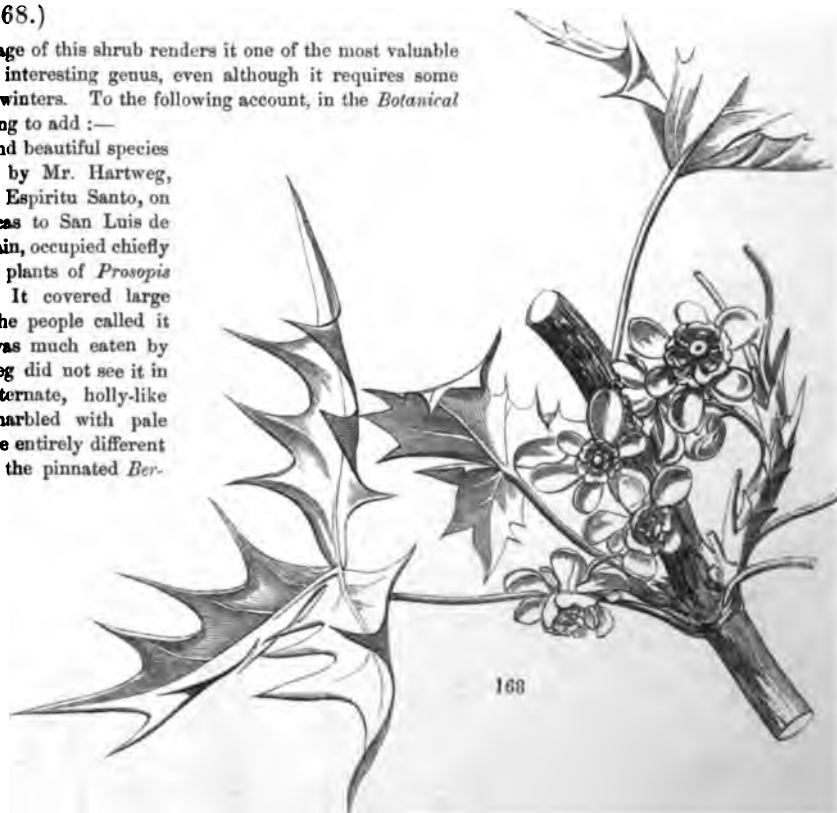 68.)
age of this shrub renders it one of the most valuable
interesting genus, even although it requires some
winters. To the following account, in the Botanical
ng to add :—
nd beautiful species
by Mr. Hartweg,
Espiritu Santo, on
as to San Luis de
in, occupied chiefly
plants of Prosopis
It covered large
he people called it
as much eaten by
eg did not see it in
ternate, holly-like
arbled with pale
e entirely different
the pinnated Ber-
168